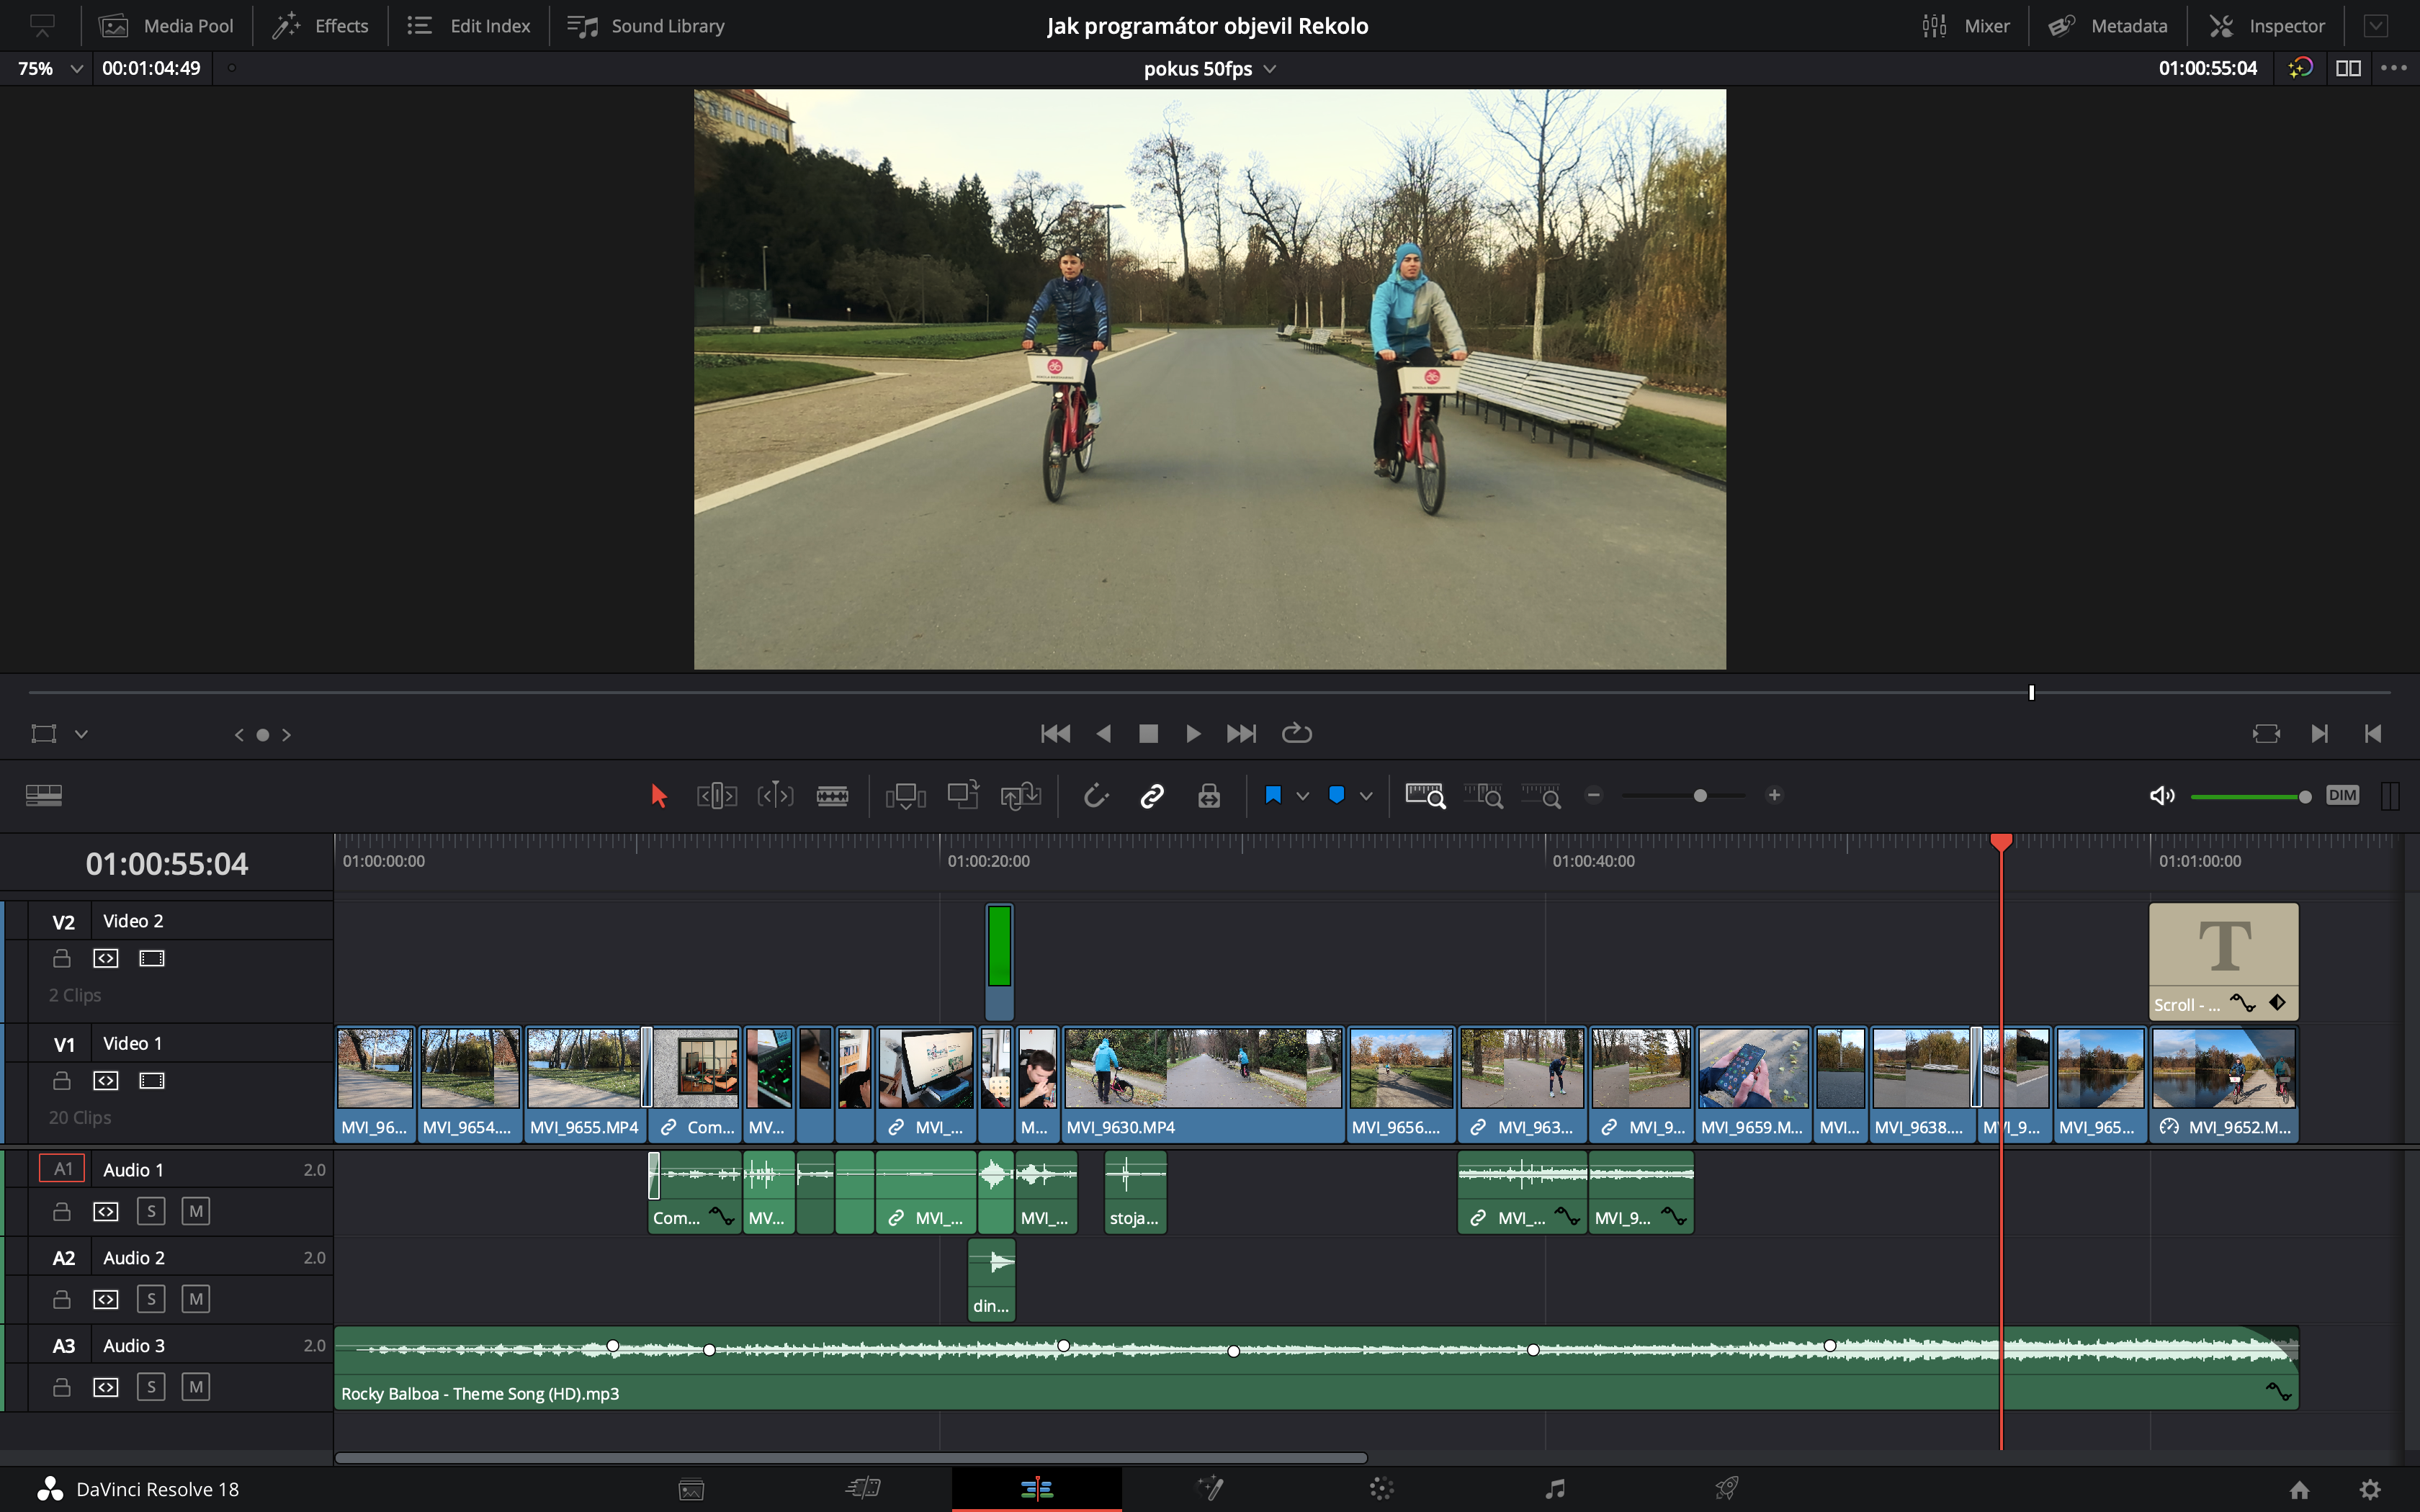 Media Pool
Effects
Edit Index
Sound Library
Jak programátor objevil Rekolo
Mixer
Metadata
Inspector
75%
00:01:04:49
pokus 50fps
01:00:55:04
DIM
01:00:55:04
01:00:00:00
01:00:20:00
01:00:40:00
01:01:00:00
V2 Video 2
2 Clips
T
Scroll - ...
V1 Video 1
20 Clips
MVI_96...
MVI_9654....
MVI_9655.MP4
Com...
MV...
MVI_...
M...
MVI_9630.MP4
MVI_9656....
MVI_963...
MVI_9...
MVI_9659.M...
MVI...
MVI_9638....
MVI_9...
MVI_965...
MVI_9652.M...
A1 Audio 1 2.0
S M
Com...
MV...
MVI_...
MVI_...
stoja...
MVI_...
MVI_9...
A2 Audio 2 2.0
S M
din...
A3 Audio 3 2.0
S M
Rocky Balboa - Theme Song (HD).mp3
DaVinci Resolve 18